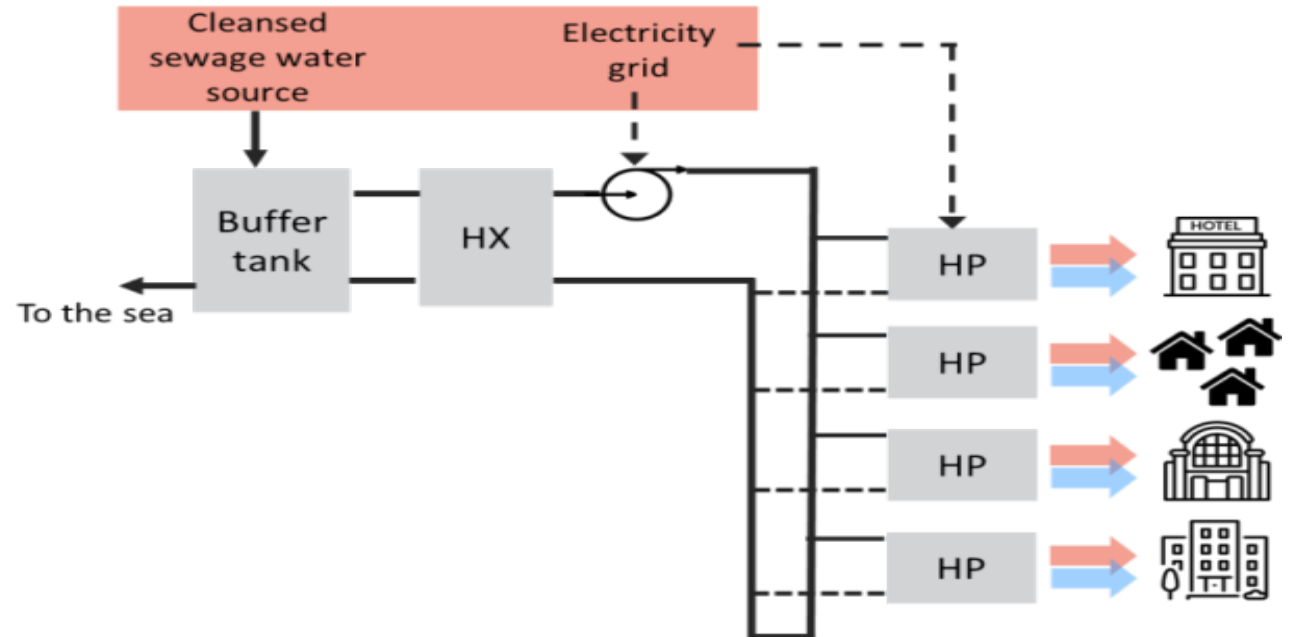 Cleansed
sewage water
source
Electricity
grid
Buffer
tank
HX
To the sea
HP
HOTEL
HP
HP
HP
T-T